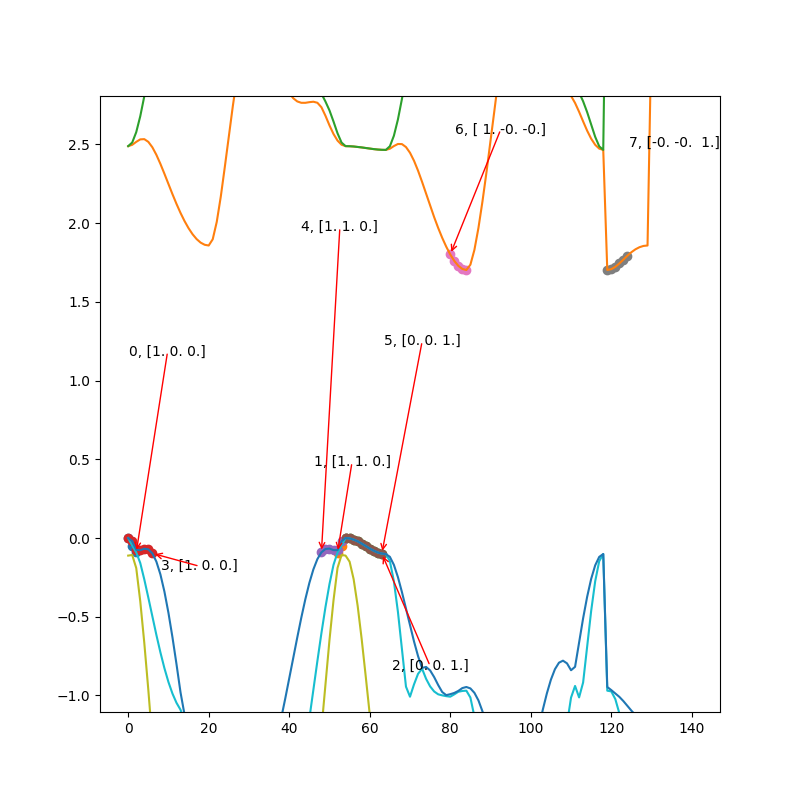 2.5
2.0
1.5
1.0
0.5
0.0
−0.5
−1.0
6, [ 1. -0. -0.]
7, [-0. -0.  1.]
4, [1. 1. 0.]
0, [1. 0. 0.]
5, [0. 0. 1.]
1, [1. 1. 0.]
3, [1. 0. 0.]
2, [0. 0. 1.]
0 20 40 60 80 100 120 140